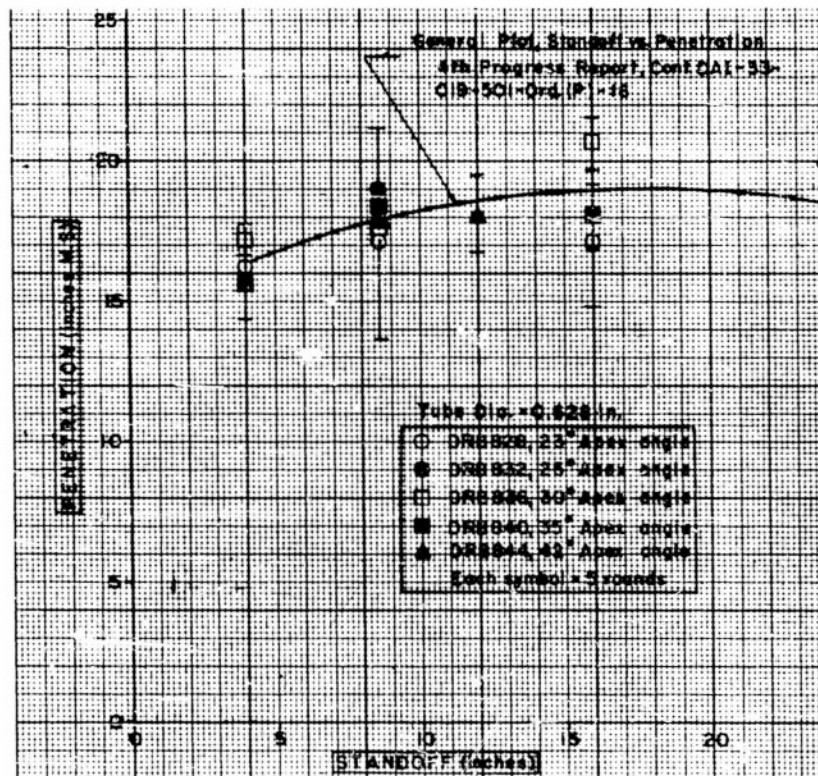 25
General Plot, Standoff vs. Penetration
4th Progress Report, Cont. DAI-33-
019-501-Ord. (P)-18
20
15
PENETRATION (inches M.S.)
Tube Dia. = 0.628 in.
10
DRB828, 23° Apex angle
DRB832, 25° Apex angle
DRB836, 30° Apex angle
DRB840, 35° Apex angle
DRB844, 42° Apex angle
Each symbol = 5 rounds
5
0 5 10 15 20
STANDOFF (inches)